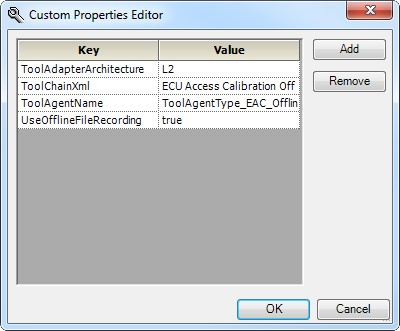 Custom Properties Editor
Key Value
ToolAdapterArchitecture L2
ToolChainXml ECU Access Calibration Off
ToolAgentName ToolAgentType_EAC_Offlin
UseOfflineFileRecording true
Add
Remove
OK Cancel